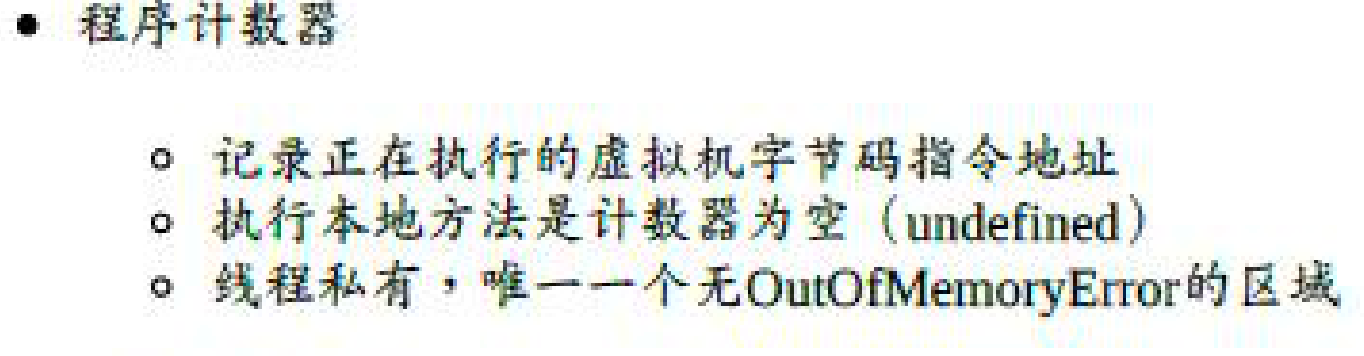 • 程序计数器
○ 记录正在执行的虚拟机字节码指令地址
○ 执行本地方法是计数器为空（undefined）
○ 线程私有，唯一一个无OutOfMemoryError的区域